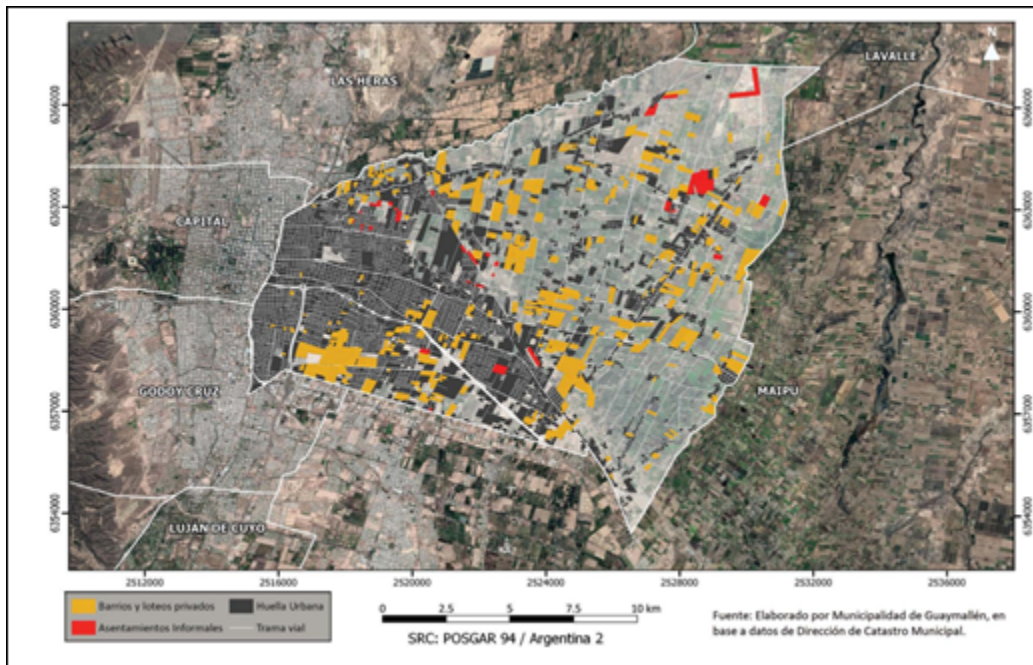 N
LAVALLE
LAS HERAS
6366000
6366000
CAPITAL
6363000
6363000
6360000
6360000
GODOY CRUZ
MAIPÚ
6357000
6357000
LUJAN DE CUYO
6354000
6354000
2512000
2516000
2520000
2524000
2528000
2532000
2536000
Barrios y loteos privados
Huella Urbana
Asentamientos Informales
Trama vial
0
2.5
5
7.5
10 km
SRC: POSGAR 94 / Argentina 2
Fuente: Elaborado por Municipalidad de Guaymallén, en
base a datos de Dirección de Catastro Municipal.